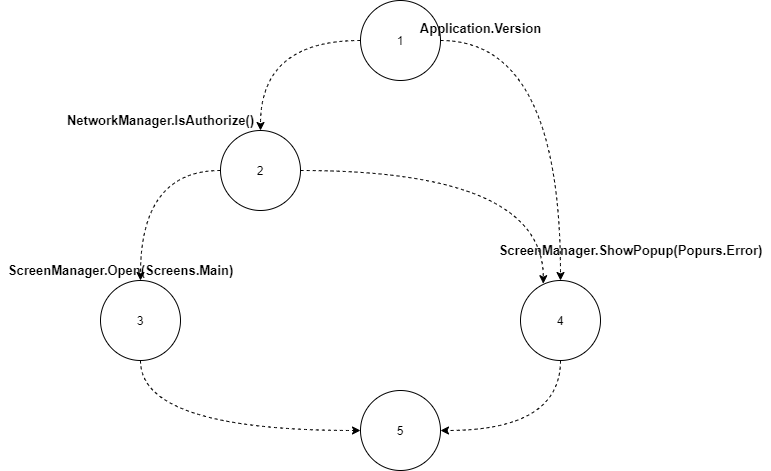 1
Application.Version
NetworkManager.IsAuthorize()
2
ScreenManager.ShowPopup(Popurs.Error)
ScreenManager.Open(Screens.Main)
3
4
5